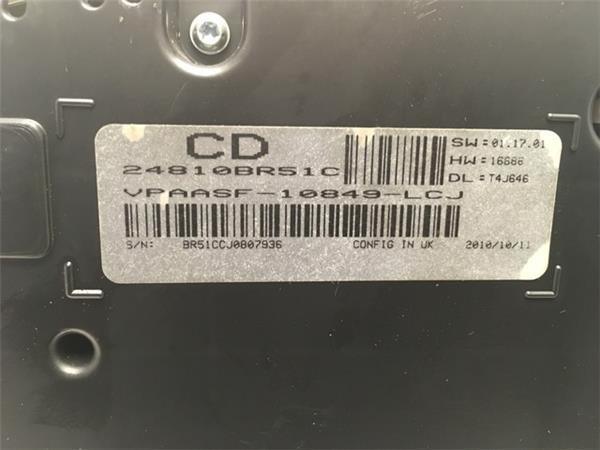 CD
24810BR51C
VPAASF-10849-LCJ
SW = 01.17.01
HW = 16686
DL = T4J646
S/N: BR51CCJ0807936 CONFIG IN UK 2010/10/11